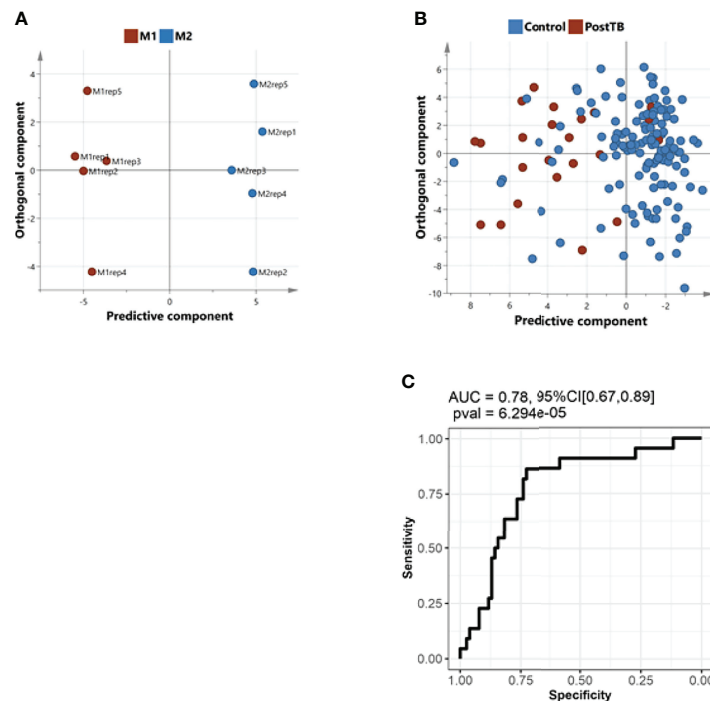 A
M1 M2
Orthogonal component
4
2
0
-2
-4
M1rep5
M1rep1
M1rep3
M1rep2
M1rep4
M2rep5
M2rep1
M2rep3
M2rep4
M2rep2
-5
0
5
Predictive component
B
Control PostTB
Orthogonal component
8
6
4
2
0
-2
-4
-6
-8
-10
8
6
4
2
0
-2
Predictive component
C
AUC = 0.78, 95%CI[0.67,0.89]
pval = 6.294e-05
Sensitivity
1.00
0.75
0.50
0.25
0.00
1.00
0.75
0.50
0.25
0.00
Specificity